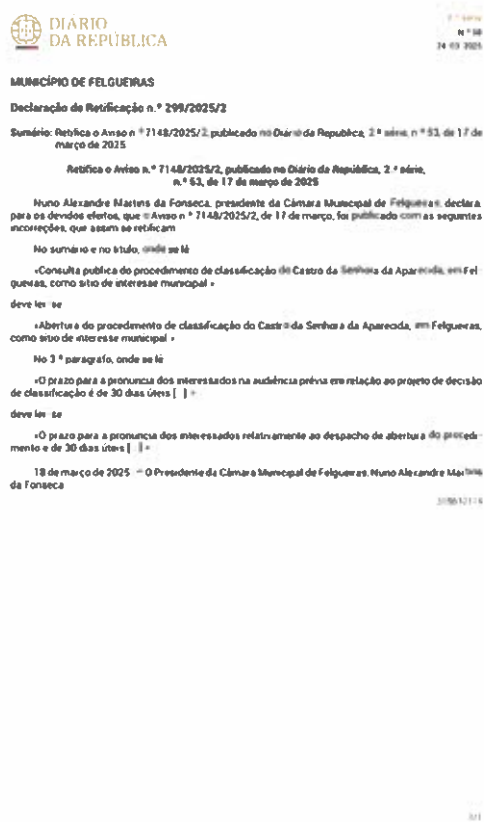 DIÁRIO
DA REPÚBLICA
N.º 58
24-03-2025
MUNICÍPIO DE FELGUEIRAS
Declaração de Retificação n.º 299/2025/2
Sumário: Retifica o Aviso n.º 7148/2025/2, publicado no Diário da República, 2.ª série, n.º 53, de 17 de
março de 2025.
Retifica o Aviso n.º 7148/2025/2, publicado no Diário da República, 2.ª série,
n.º 53, de 17 de março de 2025
Nuno Alexandre Martins da Fonseca, presidente da Câmara Municipal de Felgueiras, declara,
para os devidos efeitos, que o Aviso n.º 7148/2025/2, de 17 de março, foi publicado com as seguintes
incorreções, que assim se retificam:
No sumário e no título, onde se lê:
«Consulta pública do procedimento de classificação do Castro da Senhora da Aparecida, em Fel-
gueiras, como sítio de interesse municipal.»
deve ler-se:
«Abertura do procedimento de classificação do Castro da Senhora da Aparecida, em Felgueiras,
como sítio de interesse municipal.»
No 3.º parágrafo, onde se lê:
«O prazo para a pronúncia dos interessados na audiência prévia em relação ao projeto de decisão
de classificação é de 30 dias úteis [...]»
deve ler-se:
«O prazo para a pronúncia dos interessados relativamente ao despacho de abertura do procedi-
mento é de 30 dias úteis [...]»
18 de março de 2025. — O Presidente da Câmara Municipal de Felgueiras, Nuno Alexandre Martins
da Fonseca.
1/1